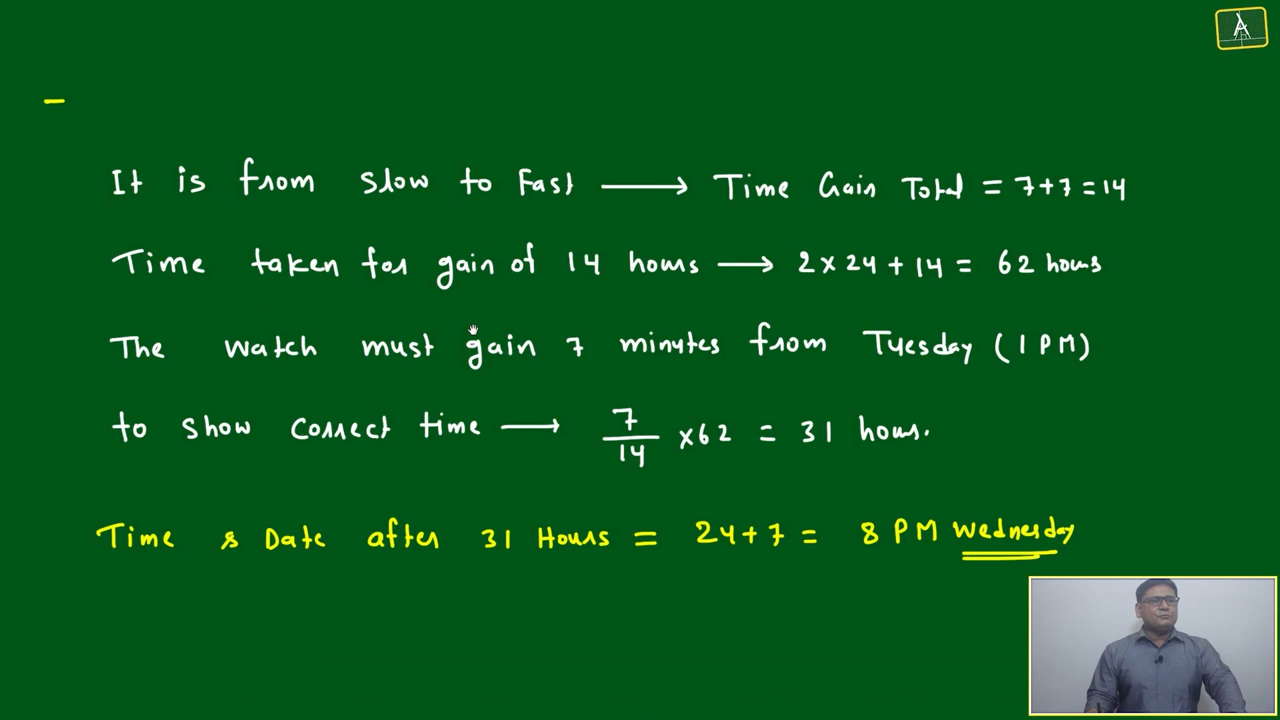 A
It is from slow to Fast → Time Gain Total = 7+7=14
Time taken for gain of 14 hours → 2×24+14 = 62 hours
The watch must gain 7 minutes from Tuesday (1 PM)
to show correct time → 7/14 ×62 = 31 hours.
Time & Date after 31 Hours = 24+7 = 8 PM Wednesday